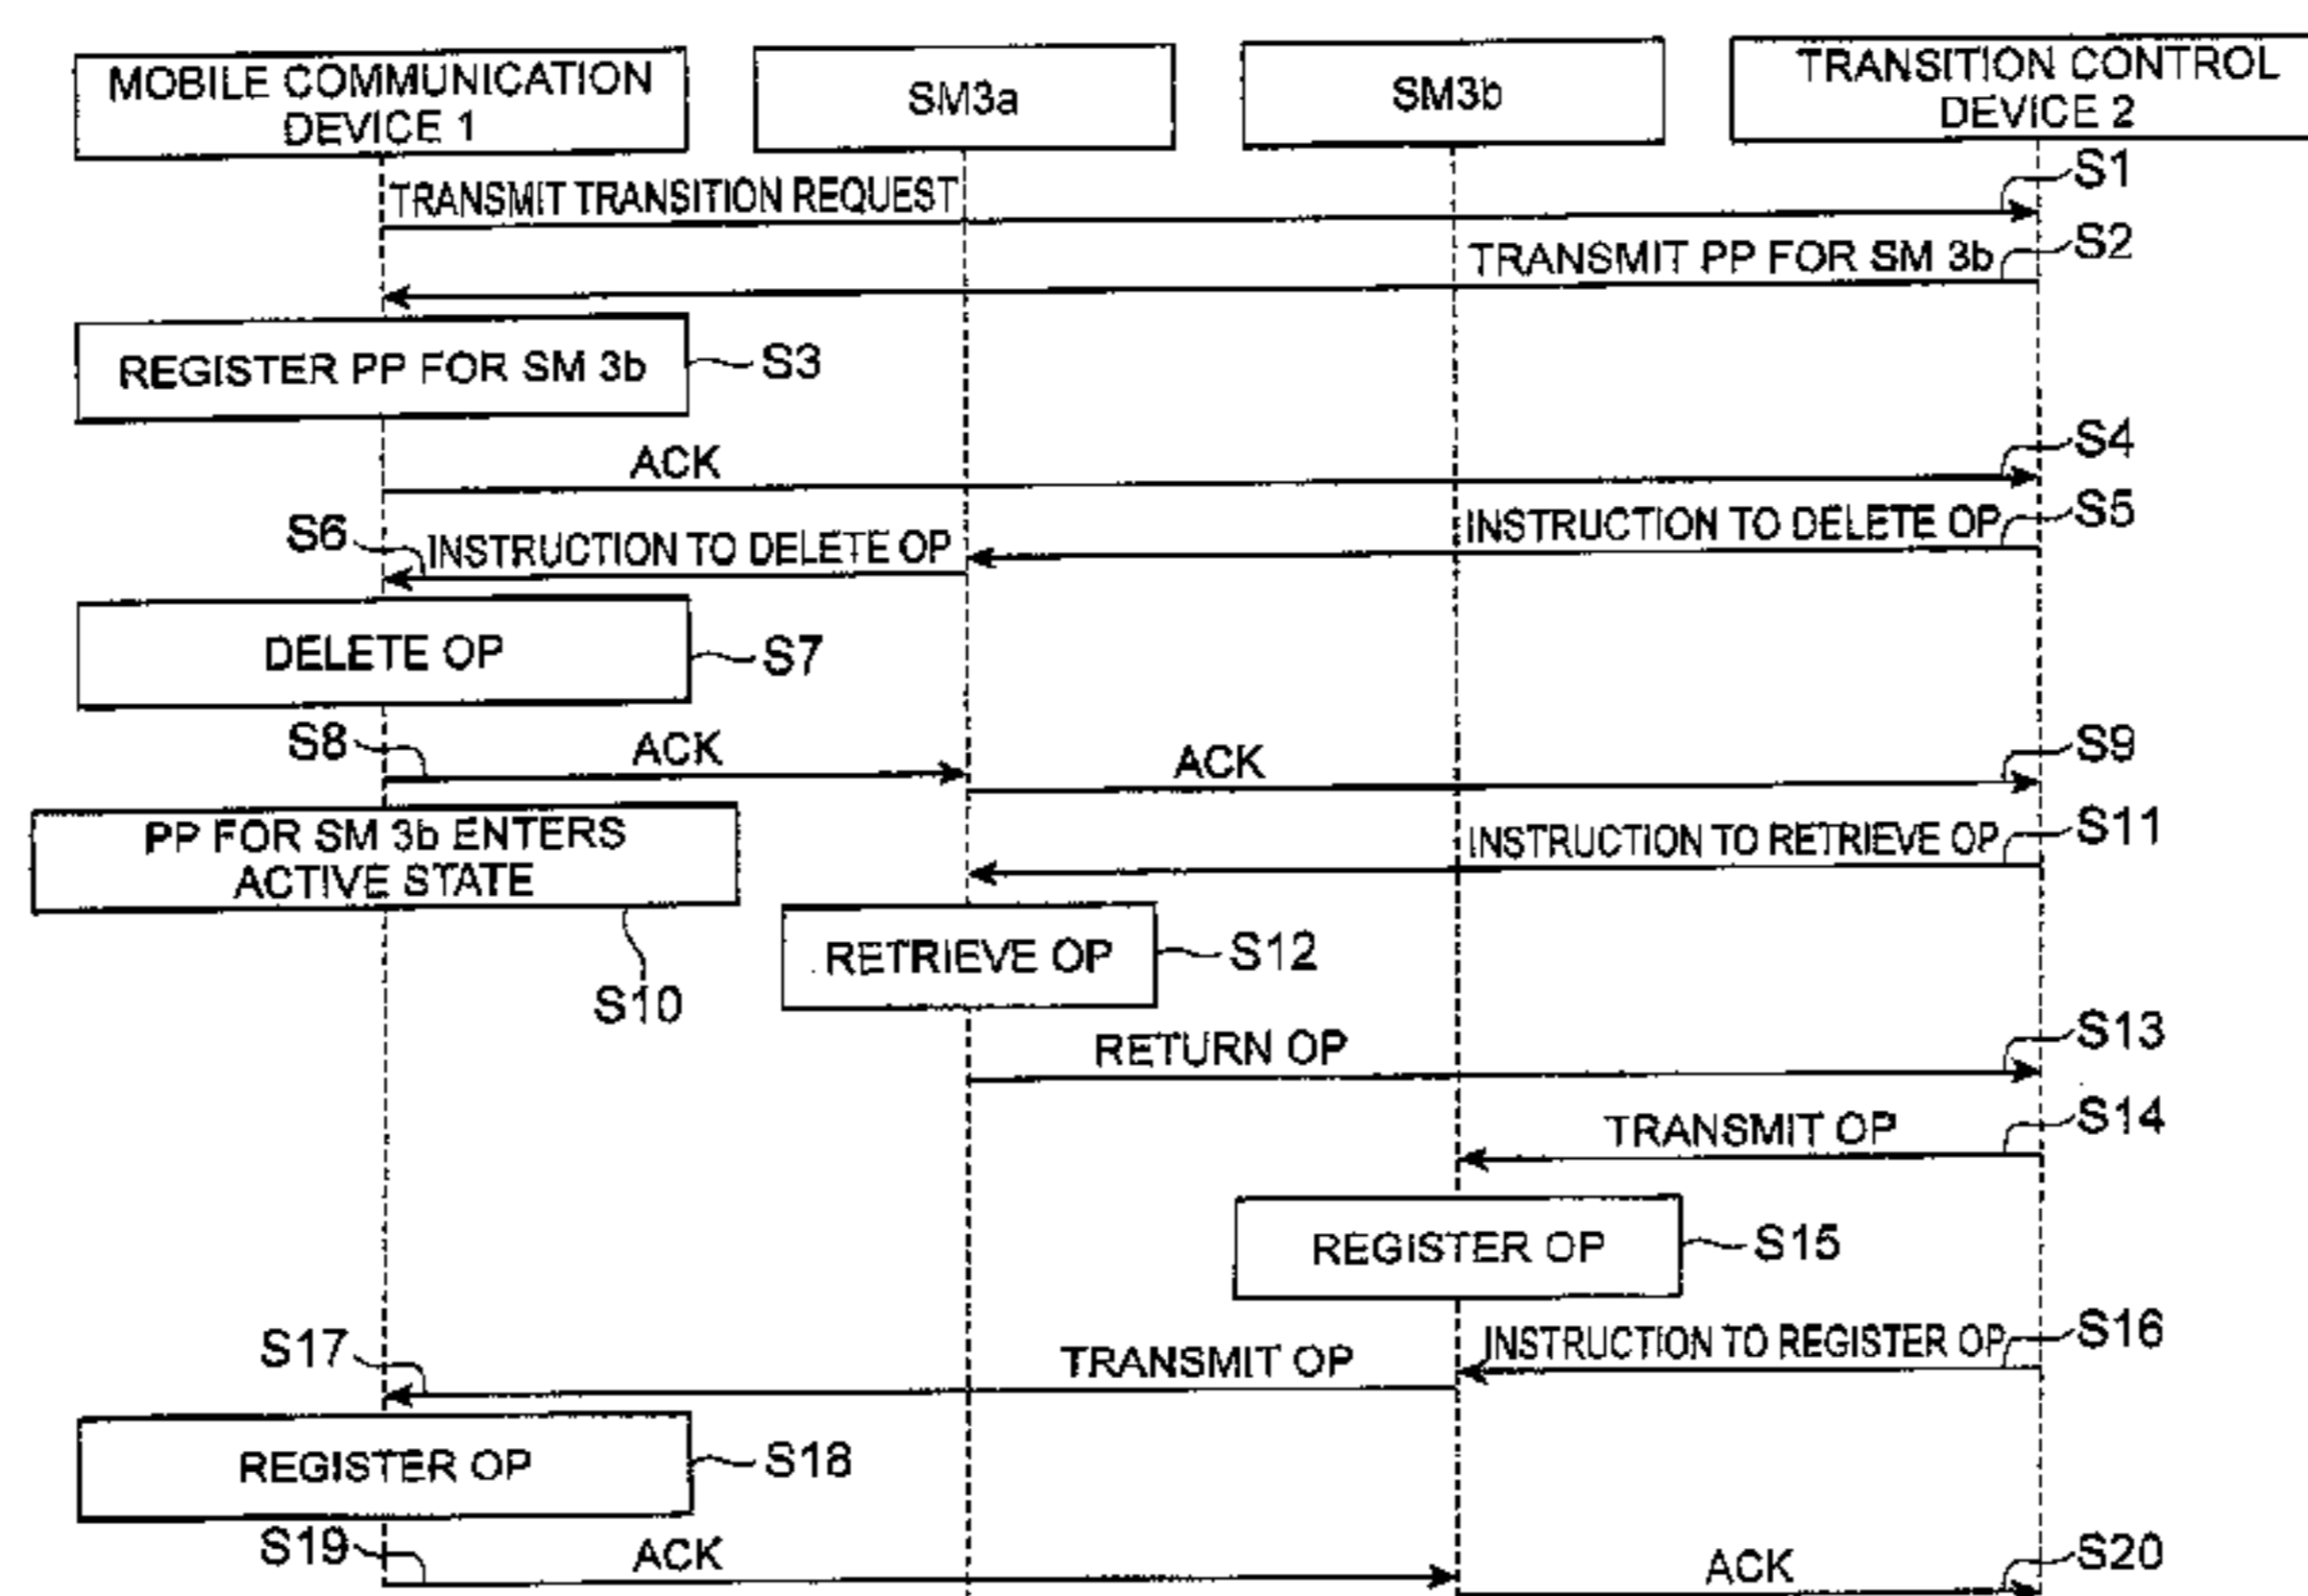 MOBILE COMMUNICATION
DEVICE 1
SM3a
SM3b
TRANSITION CONTROL
DEVICE 2
TRANSMIT TRANSITION REQUEST
S1
TRANSMIT PP FOR SM 3b
S2
REGISTER PP FOR SM 3b
S3
ACK
S4
INSTRUCTION TO DELETE OP
S5
S6
INSTRUCTION TO DELETE OP
DELETE OP
S7
S8
ACK
ACK
S9
PP FOR SM 3b ENTERS
ACTIVE STATE
S10
INSTRUCTION TO RETRIEVE OP
S11
RETRIEVE OP
S12
RETURN OP
S13
TRANSMIT OP
S14
REGISTER OP
S15
INSTRUCTION TO REGISTER OP
S16
S17
TRANSMIT OP
REGISTER OP
S18
S19
ACK
ACK
S20